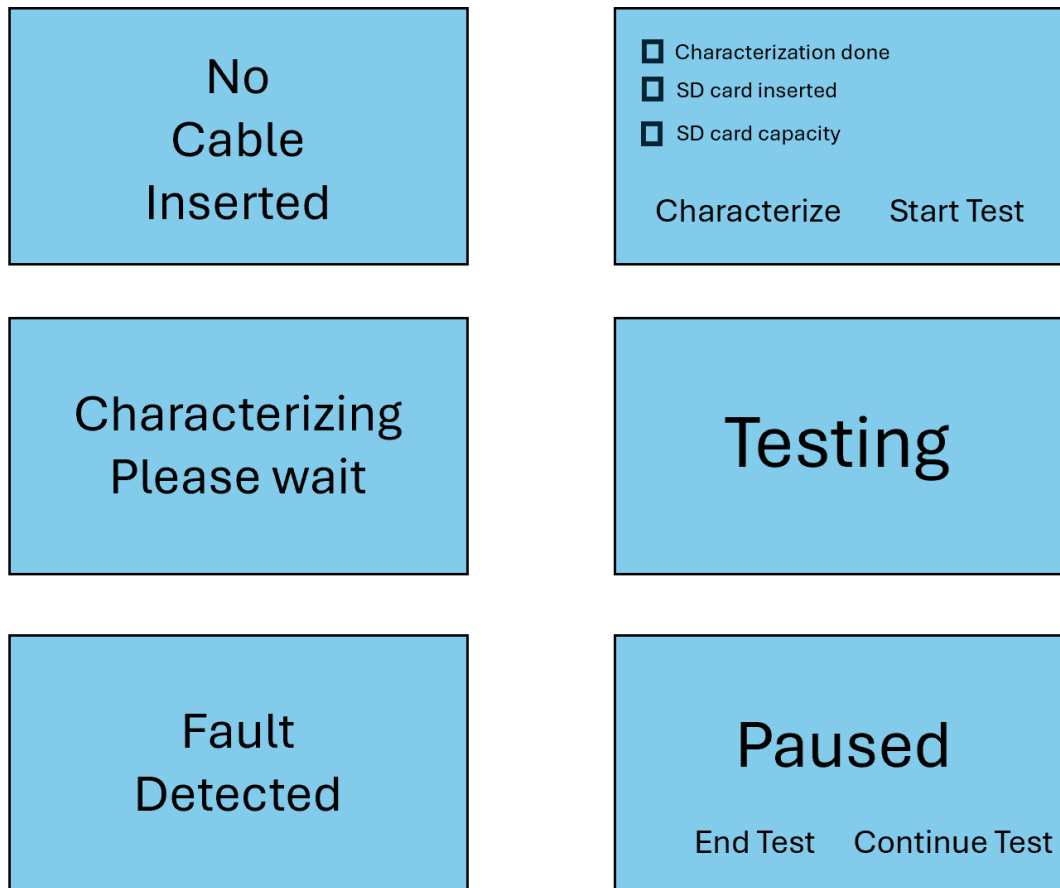 No
Cable
Inserted
Characterization done
SD card inserted
SD card capacity
Characterize Start Test
Characterizing
Please wait
Testing
Fault
Detected
Paused
End Test Continue Test